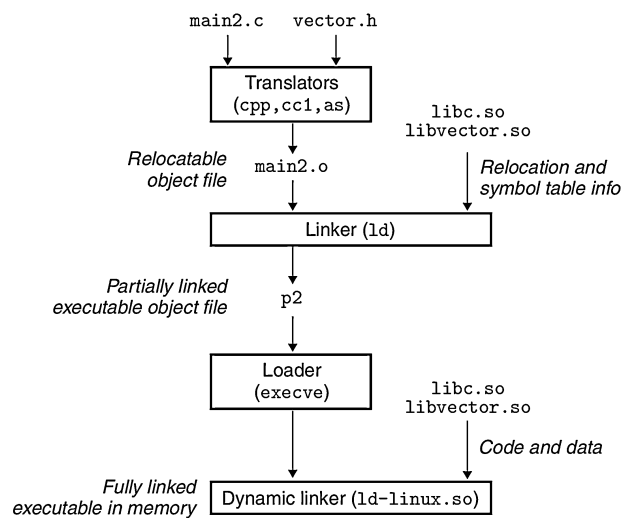 main2.c vector.h
Translators
(cpp,cc1,as)
libc.so
libvector.so
Relocatable
object file
main2.o
Relocation and
symbol table info
Linker (ld)
Partially linked
executable object file
p2
Loader
(execve)
libc.so
libvector.so
Code and data
Fully linked
executable in memory
Dynamic linker (ld-linux.so)